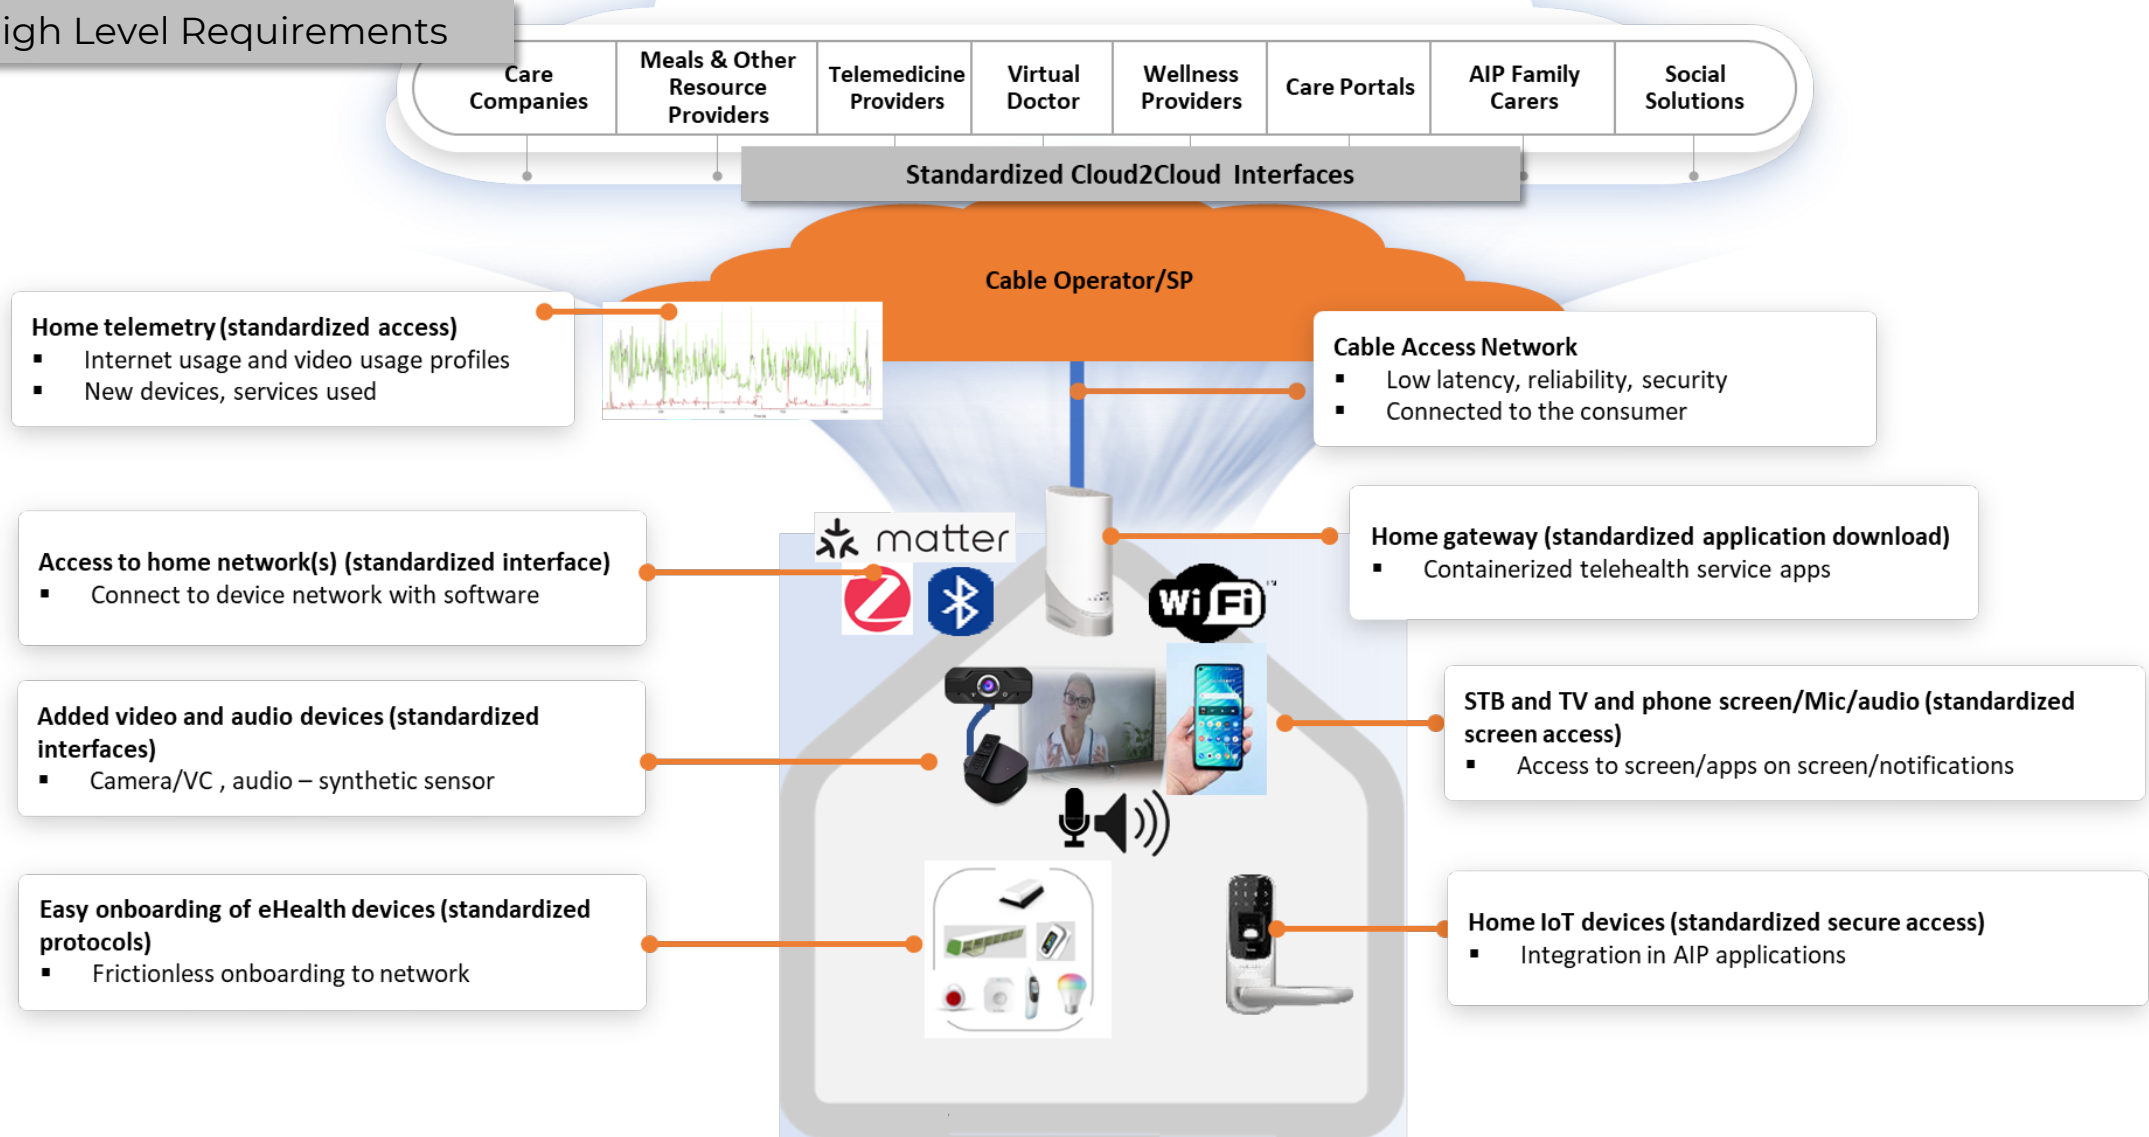 igh Level Requirements
Care
Companies
Meals & Other
Resource
Providers
Telemedicine
Providers
Virtual
Doctor
Wellness
Providers
Care Portals
AIP Family
Carers
Social
Solutions
Standardized Cloud2Cloud Interfaces
Cable Operator/SP
Home telemetry (standardized access)
▪ Internet usage and video usage profiles
▪ New devices, services used
Cable Access Network
▪ Low latency, reliability, security
▪ Connected to the consumer
Access to home network(s) (standardized interface)
▪ Connect to device network with software
matter
Wi Fi
Home gateway (standardized application download)
▪ Containerized telehealth service apps
Added video and audio devices (standardized
interfaces)
▪ Camera/VC , audio – synthetic sensor
STB and TV and phone screen/Mic/audio (standardized
screen access)
▪ Access to screen/apps on screen/notifications
Easy onboarding of eHealth devices (standardized
protocols)
▪ Frictionless onboarding to network
Home IoT devices (standardized secure access)
▪ Integration in AIP applications